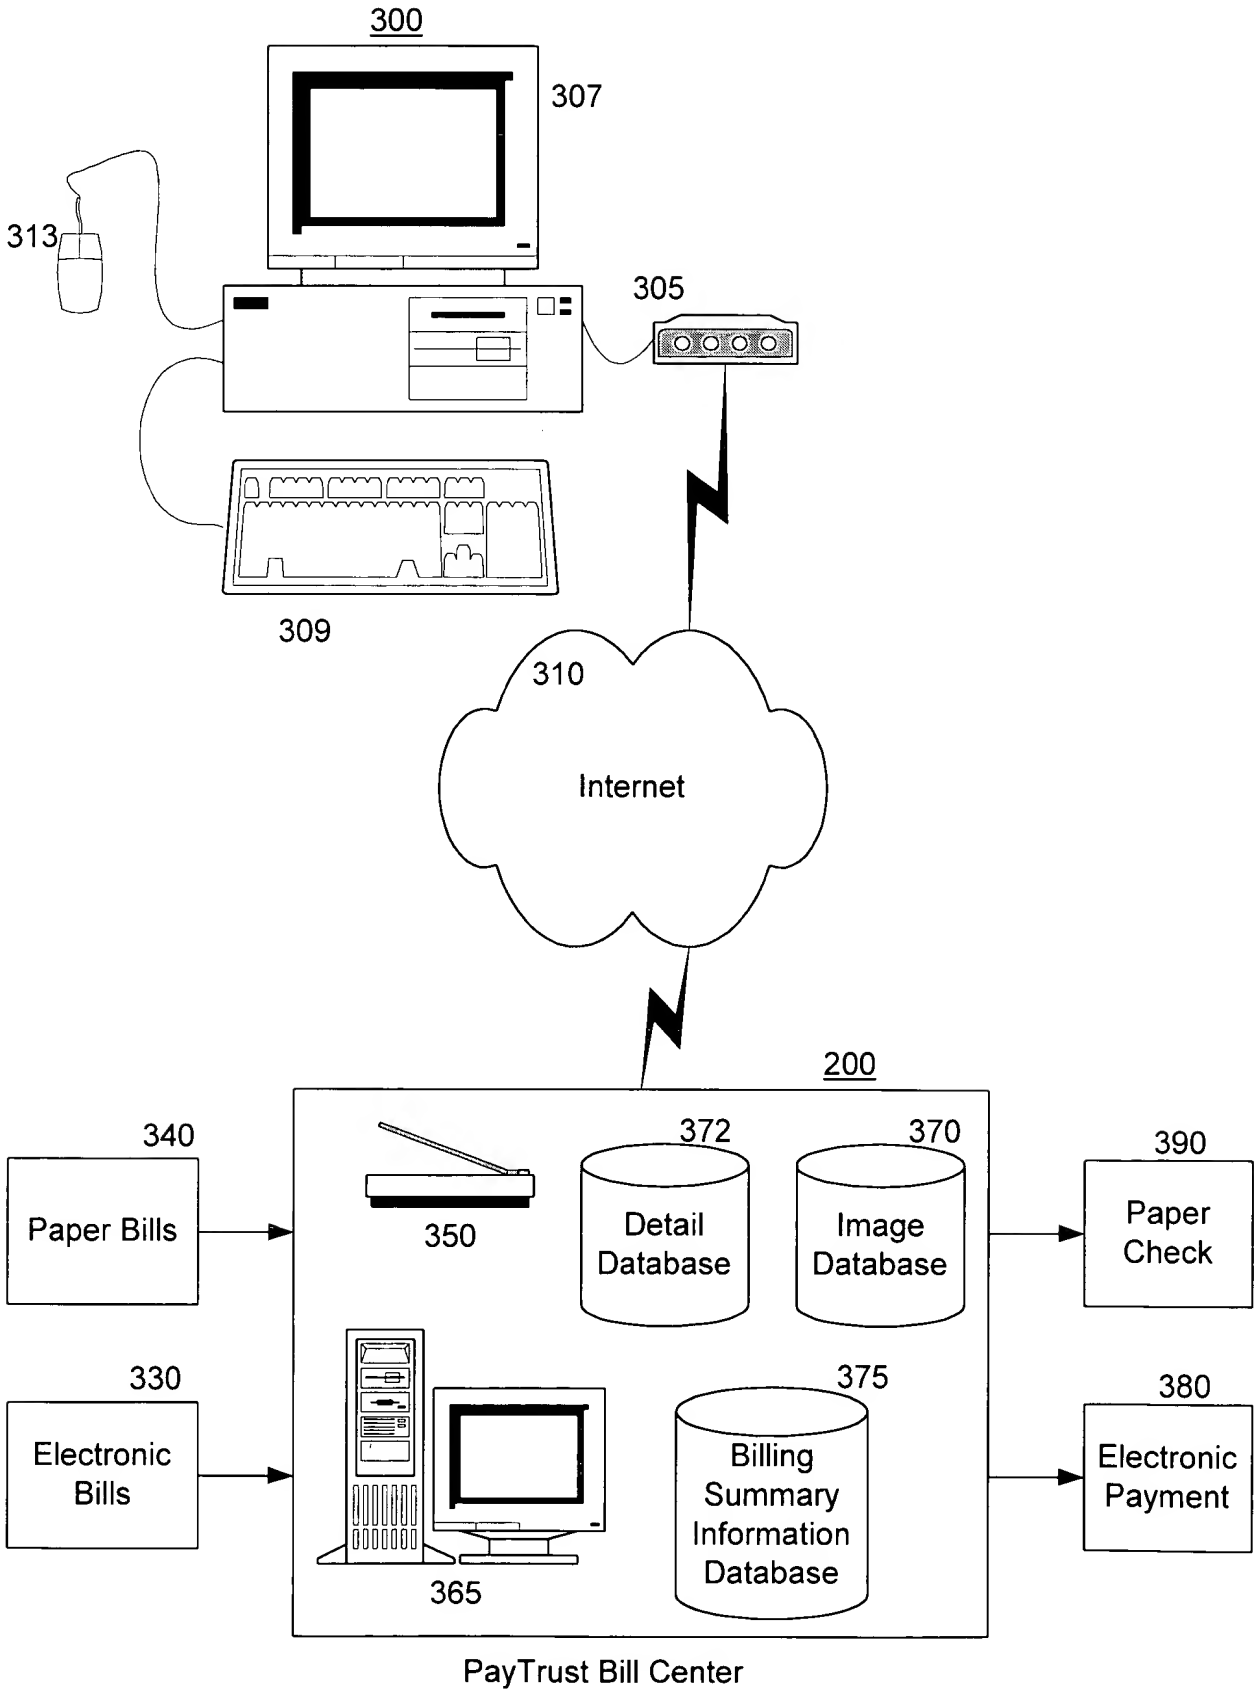 300
307
313
305
309
310
Internet
200
340
Paper Bills
350
372
Detail
Database
370
Image
Database
390
Paper
Check
330
Electronic
Bills
365
375
Billing
Summary
Information
Database
380
Electronic
Payment
PayTrust Bill Center